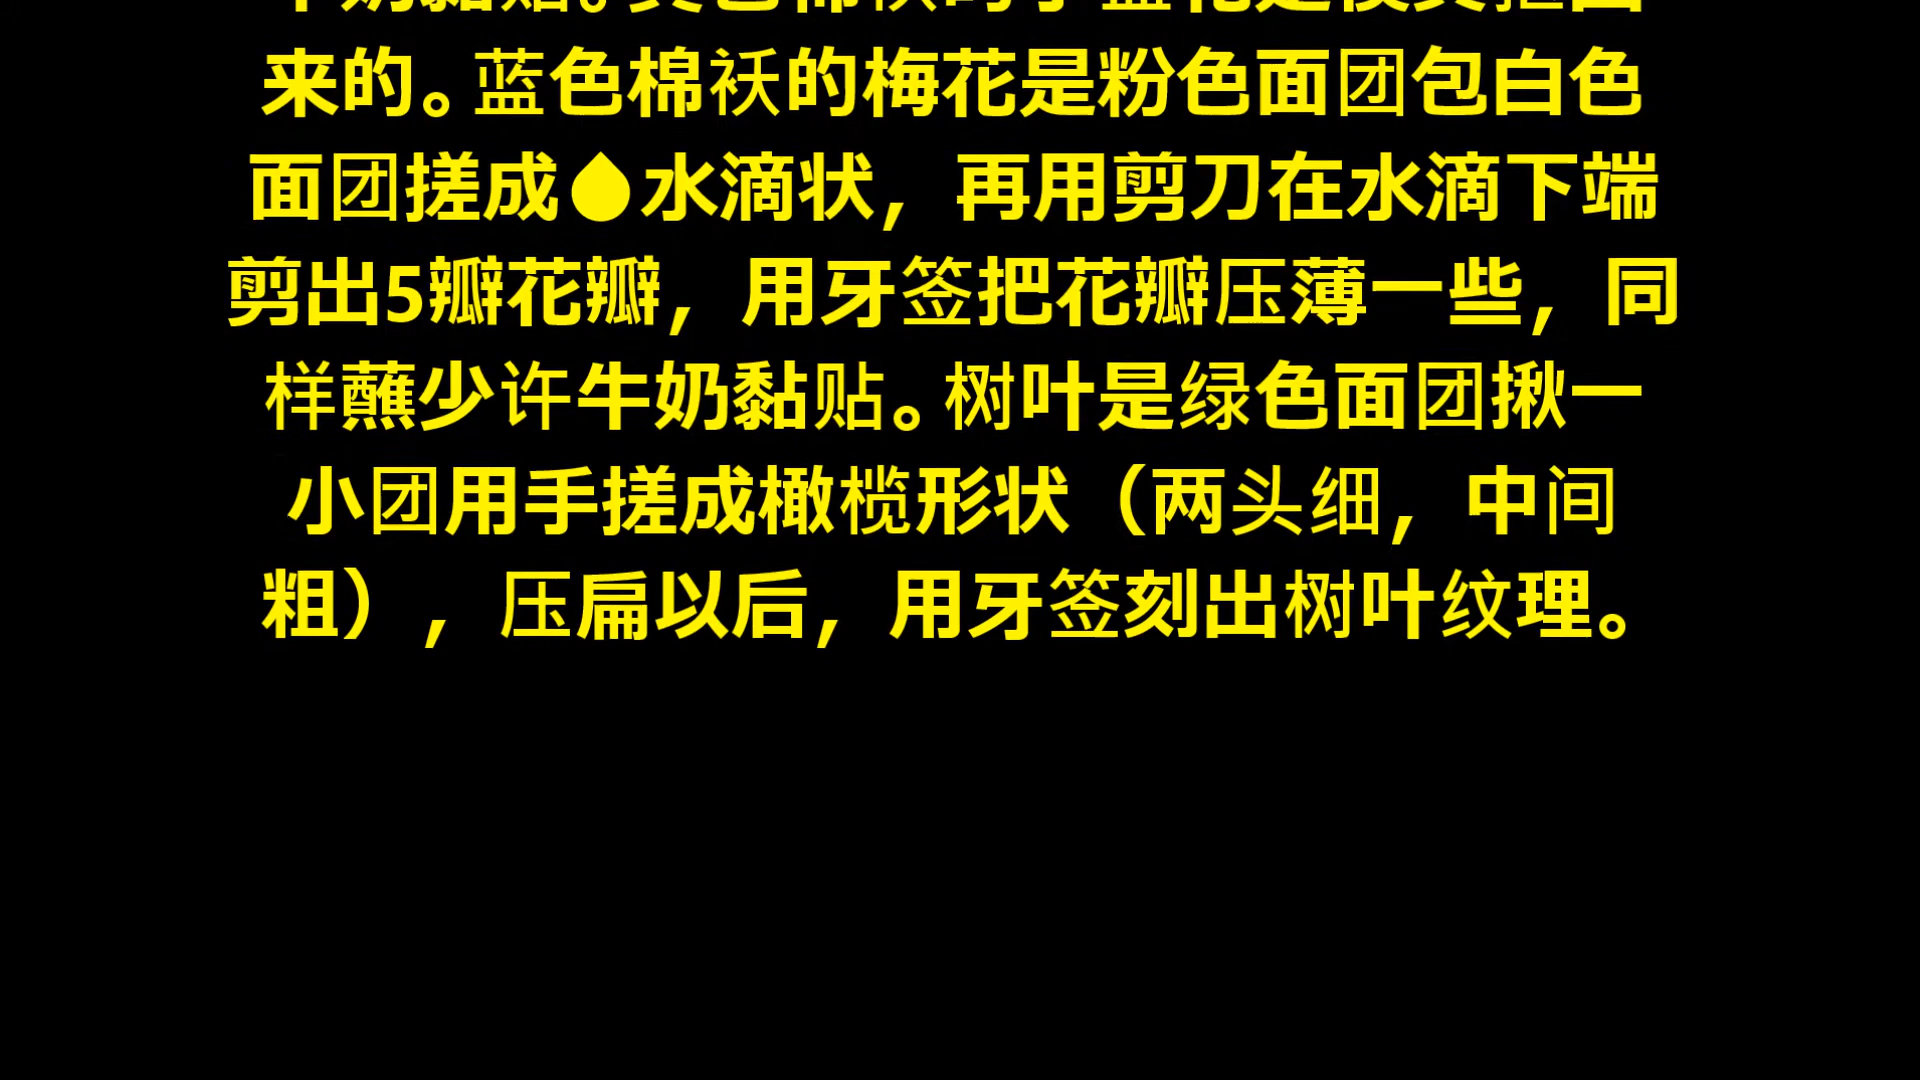 来的。蓝色棉袄的梅花是粉色面团包白色
面团搓成💧水滴状，再用剪刀在水滴下端
剪出5瓣花瓣，用牙签把花瓣压薄一些，同
样蘸少许牛奶黏贴。树叶是绿色面团揪一
小团用手搓成橄榄形状（两头细，中间
粗），压扁以后，用牙签刻出树叶纹理。